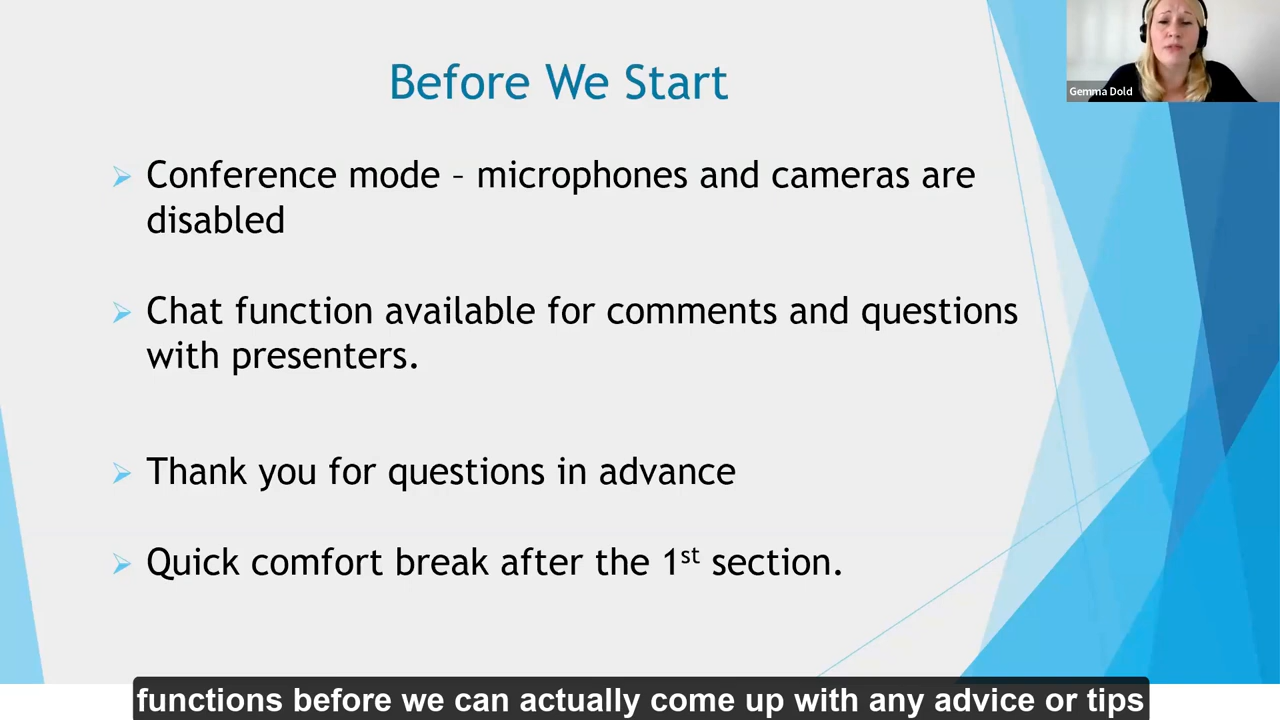 Before We Start
Gemma Dold
➢ Conference mode – microphones and cameras are
disabled
➢ Chat function available for comments and questions
with presenters.
➢ Thank you for questions in advance
➢ Quick comfort break after the 1st section.
functions before we can actually come up with any advice or tips